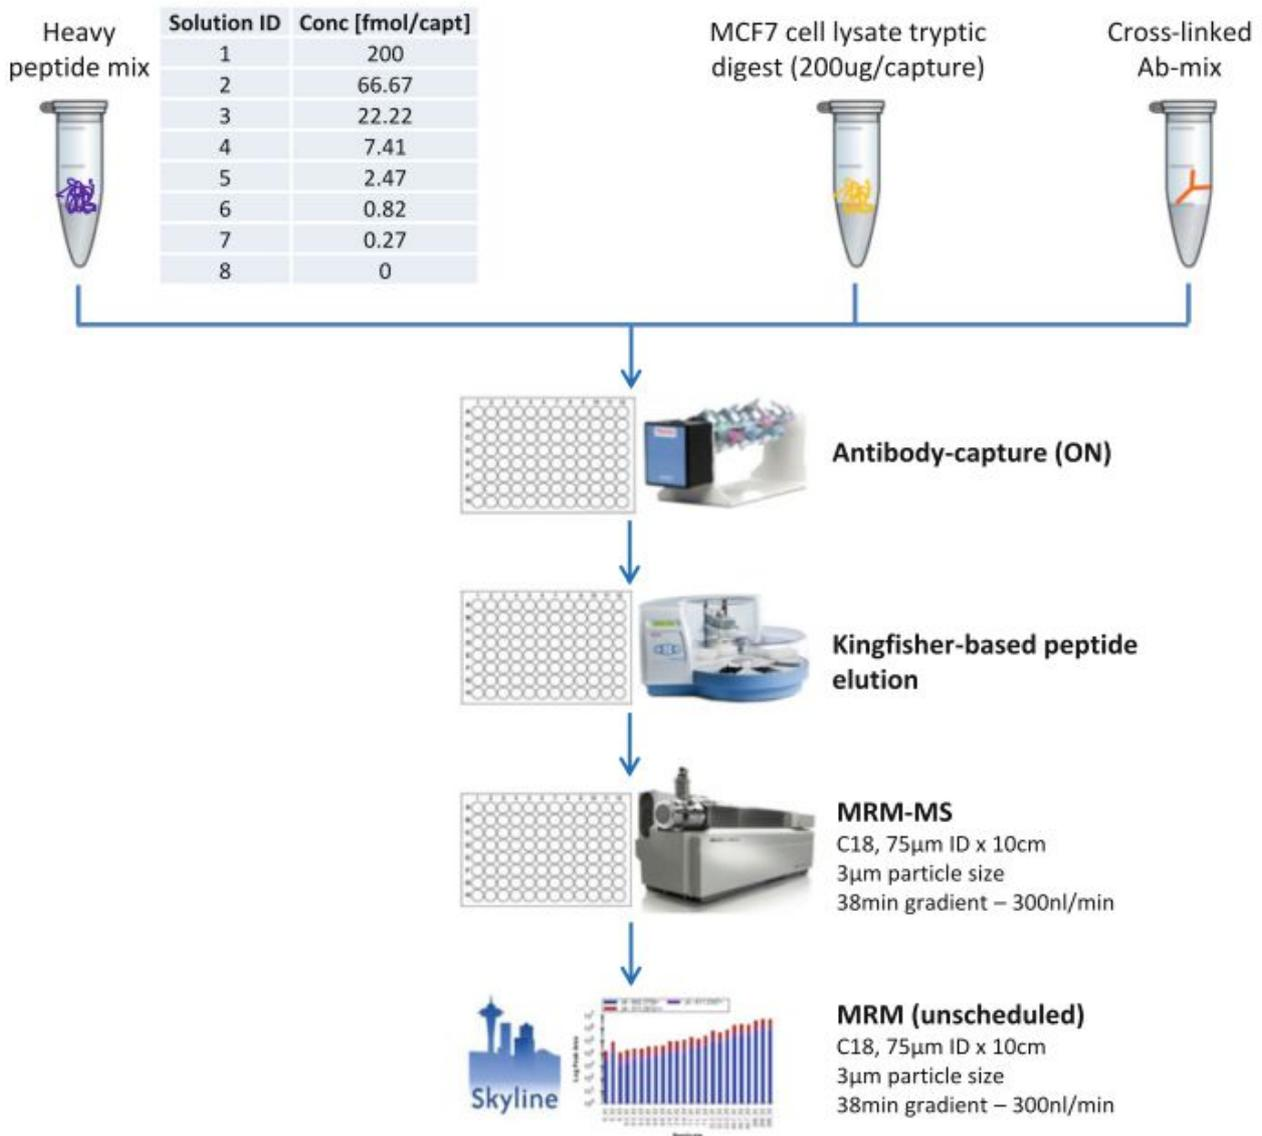 Heavy
peptide mix
Solution ID Conc [fmol/capt]
1 200
2 66.67
3 22.22
4 7.41
5 2.47
6 0.82
7 0.27
8 0
MCF7 cell lysate tryptic
digest (200ug/capture)
Cross-linked
Ab-mix
Antibody-capture (ON)
Kingfisher-based peptide
elution
MRM-MS
C18, 75µm ID x 10cm
3µm particle size
38min gradient – 300nl/min
Skyline
Log Peak Area
MRM (unscheduled)
C18, 75µm ID x 10cm
3µm particle size
38min gradient – 300nl/min